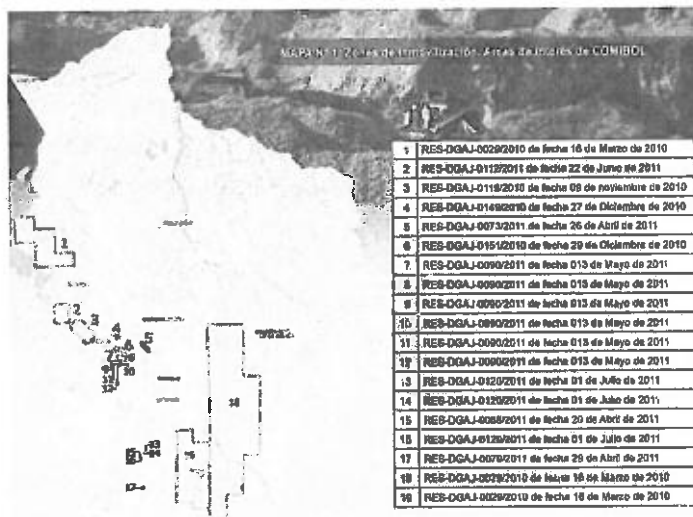 MAPA Nº 1: Zonas de Inmovilización. Areas de interés de COMIBOL
1 RES-DGAJ-0029/2010 de fecha 16 de Marzo de 2010
2 RES-DGAJ-0112/2011 de fecha 22 de Junio de 2011
3 RES-DGAJ-0118/2010 de fecha 09 de noviembre de 2010
4 RES-DGAJ-0149/2010 de fecha 27 de Diciembre de 2010
5 RES-DGAJ-0073/2011 de fecha 26 de Abril de 2011
6 RES-DGAJ-0151/2010 de fecha 29 de Diciembre de 2010
7 RES-DGAJ-0090/2011 de fecha 013 de Mayo de 2011
8 RES-DGAJ-0090/2011 de fecha 013 de Mayo de 2011
9 RES-DGAJ-0090/2011 de fecha 013 de Mayo de 2011
10 RES-DGAJ-0090/2011 de fecha 013 de Mayo de 2011
11 RES-DGAJ-0090/2011 de fecha 013 de Mayo de 2011
12 RES-DGAJ-0090/2011 de fecha 013 de Mayo de 2011
13 RES-DGAJ-0120/2011 de fecha 01 de Julio de 2011
14 RES-DGAJ-0120/2011 de fecha 01 de Julio de 2011
15 RES-DGAJ-0068/2011 de fecha 20 de Abril de 2011
16 RES-DGAJ-0120/2011 de fecha 01 de Julio de 2011
17 RES-DGAJ-0079/2011 de fecha 29 de Abril de 2011
18 RES-DGAJ-0029/2010 de fecha 16 de Marzo de 2010
19 RES-DGAJ-0029/2010 de fecha 16 de Marzo de 2010
1
2
3
4
5
6
10
13
14
17
18